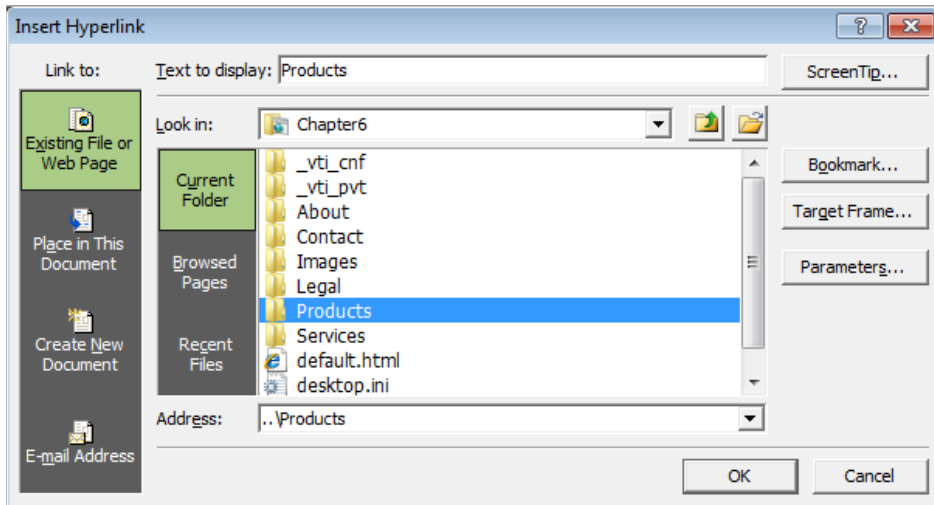 Insert Hyperlink
Link to:
Text to display: Products
ScreenTip...
Existing File or
Web Page
Place in This
Document
Create New
Document
E-mail Address
Look in:
Chapter6
Current
Folder
Browsed
Pages
Recent
Files
_vti_cnf
_vti_pvt
About
Contact
Images
Legal
Products
Services
default.html
desktop.ini
Bookmark...
Target Frame...
Parameters...
Address: ..\Products
OK
Cancel